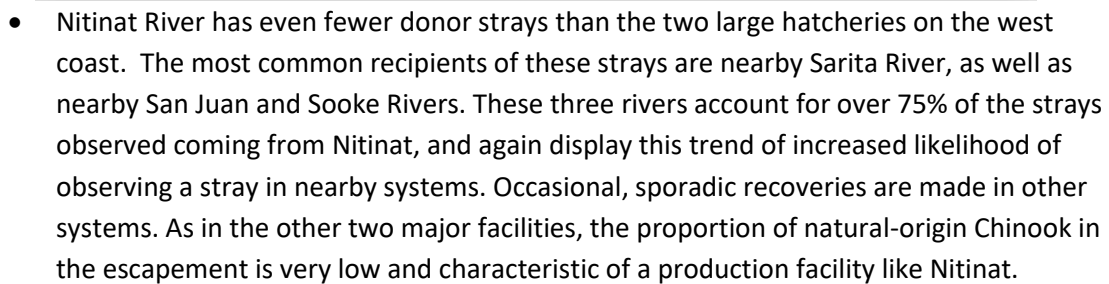 • Nitinat River has even fewer donor strays than the two large hatcheries on the west
coast.  The most common recipients of these strays are nearby Sarita River, as well as
nearby San Juan and Sooke Rivers. These three rivers account for over 75% of the strays
observed coming from Nitinat, and again display this trend of increased likelihood of
observing a stray in nearby systems. Occasional, sporadic recoveries are made in other
systems. As in the other two major facilities, the proportion of natural-origin Chinook in
the escapement is very low and characteristic of a production facility like Nitinat.